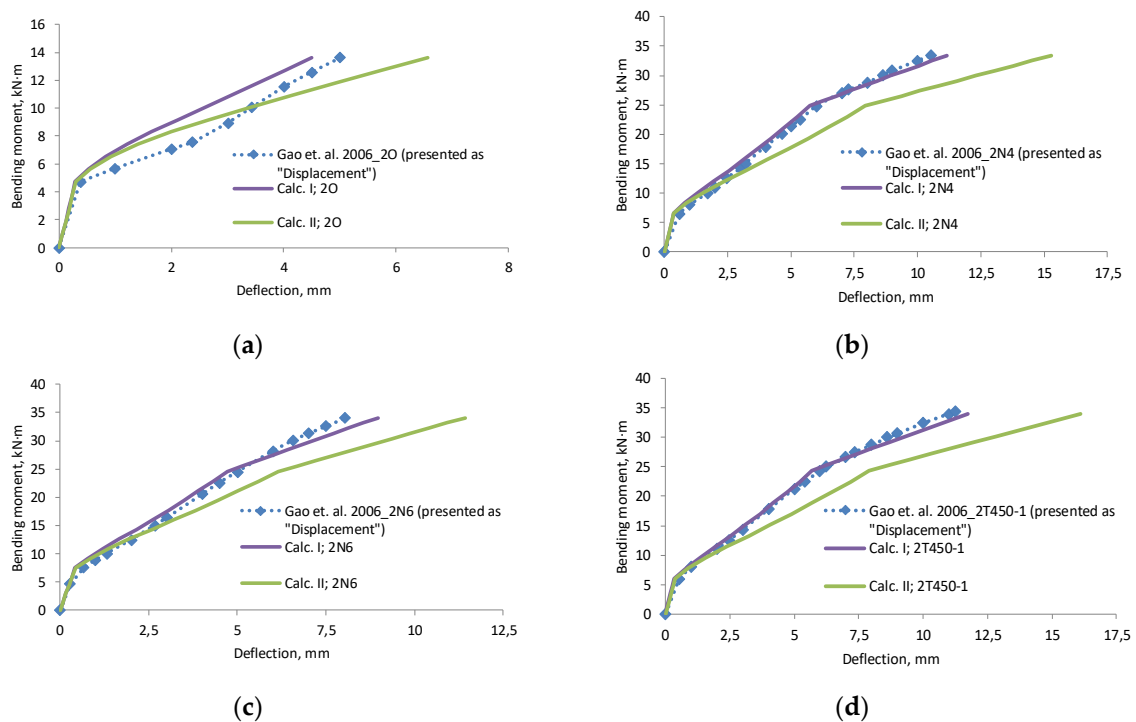 16
14
12
10
8
6
4
2
0
Bending moment, kN·m
Gao et. al. 2006_2O (presented as
"Displacement")
Calc. I; 2O
Calc. II; 2O
0 2 4 6 8
Deflection, mm
(a)
40
35
30
25
20
15
10
5
0
Bending moment, kN·m
Gao et. al. 2006_2N4 (presented as
"Displacement")
Calc. I; 2N4
Calc. II; 2N4
0 2,5 5 7,5 10 12,5 15 17,5
Deflection, mm
(b)
40
35
30
25
20
15
10
5
0
Bending moment, kN·m
Gao et. al. 2006_2N6 (presented as
"Displacement")
Calc. I; 2N6
Calc. II; 2N6
0 2,5 5 7,5 10 12,5
Deflection, mm
(c)
40
35
30
25
20
15
10
5
0
Bending moment, kN·m
Gao et. al. 2006_2T450-1 (presented as
"Displacement")
Calc. I; 2T450-1
Calc. II; 2T450-1
0 2,5 5 7,5 10 12,5 15 17,5
Deflection, mm
(d)